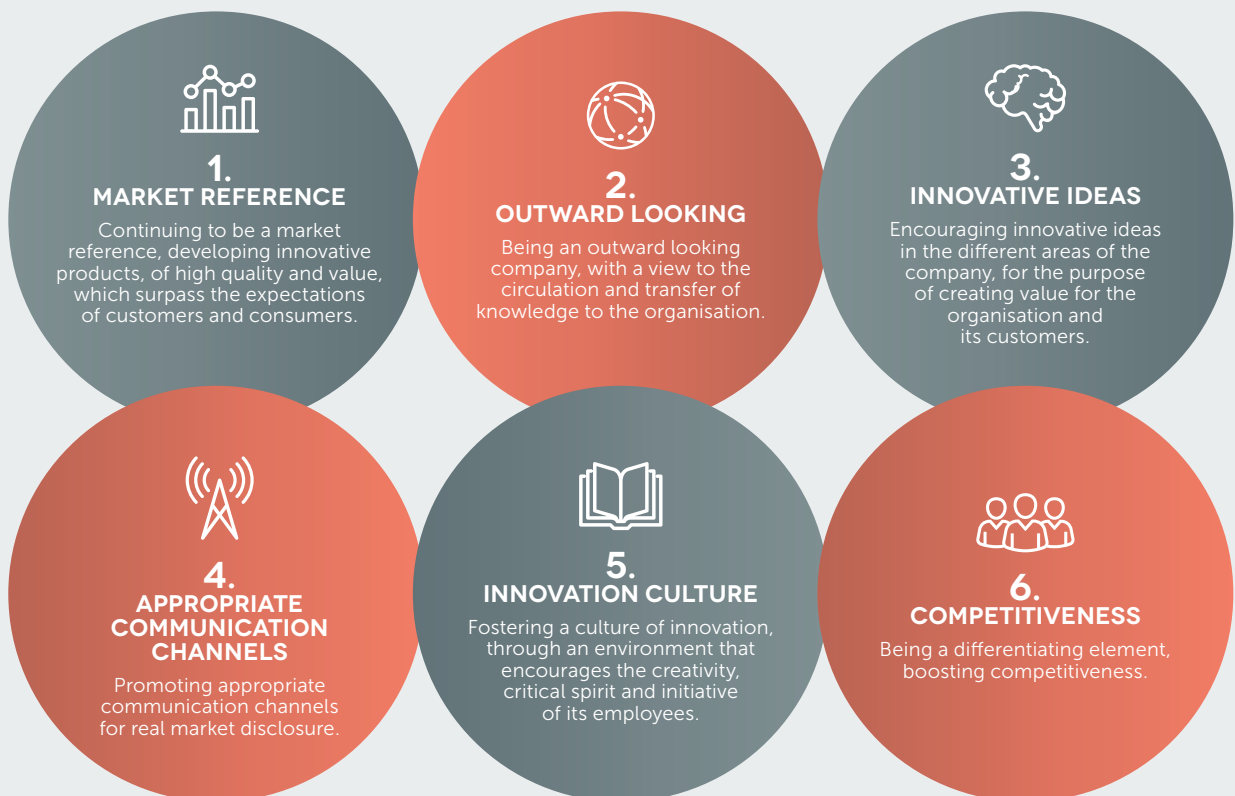 1.
MARKET REFERENCE
Continuing to be a market
reference, developing innovative
products, of high quality and value,
which surpass the expectations
of customers and consumers.
2.
OUTWARD LOOKING
Being an outward looking
company, with a view to the
circulation and transfer of
knowledge to the organisation.
3.
INNOVATIVE IDEAS
Encouraging innovative ideas
in the different areas of the
company, for the purpose
of creating value for the
organisation and
its customers.
4.
APPROPRIATE
COMMUNICATION
CHANNELS
Promoting appropriate
communication channels
for real market disclosure.
5.
INNOVATION CULTURE
Fostering a culture of innovation,
through an environment that
encourages the creativity,
critical spirit and initiative
of its employees.
6.
COMPETITIVENESS
Being a differentiating element,
boosting competitiveness.